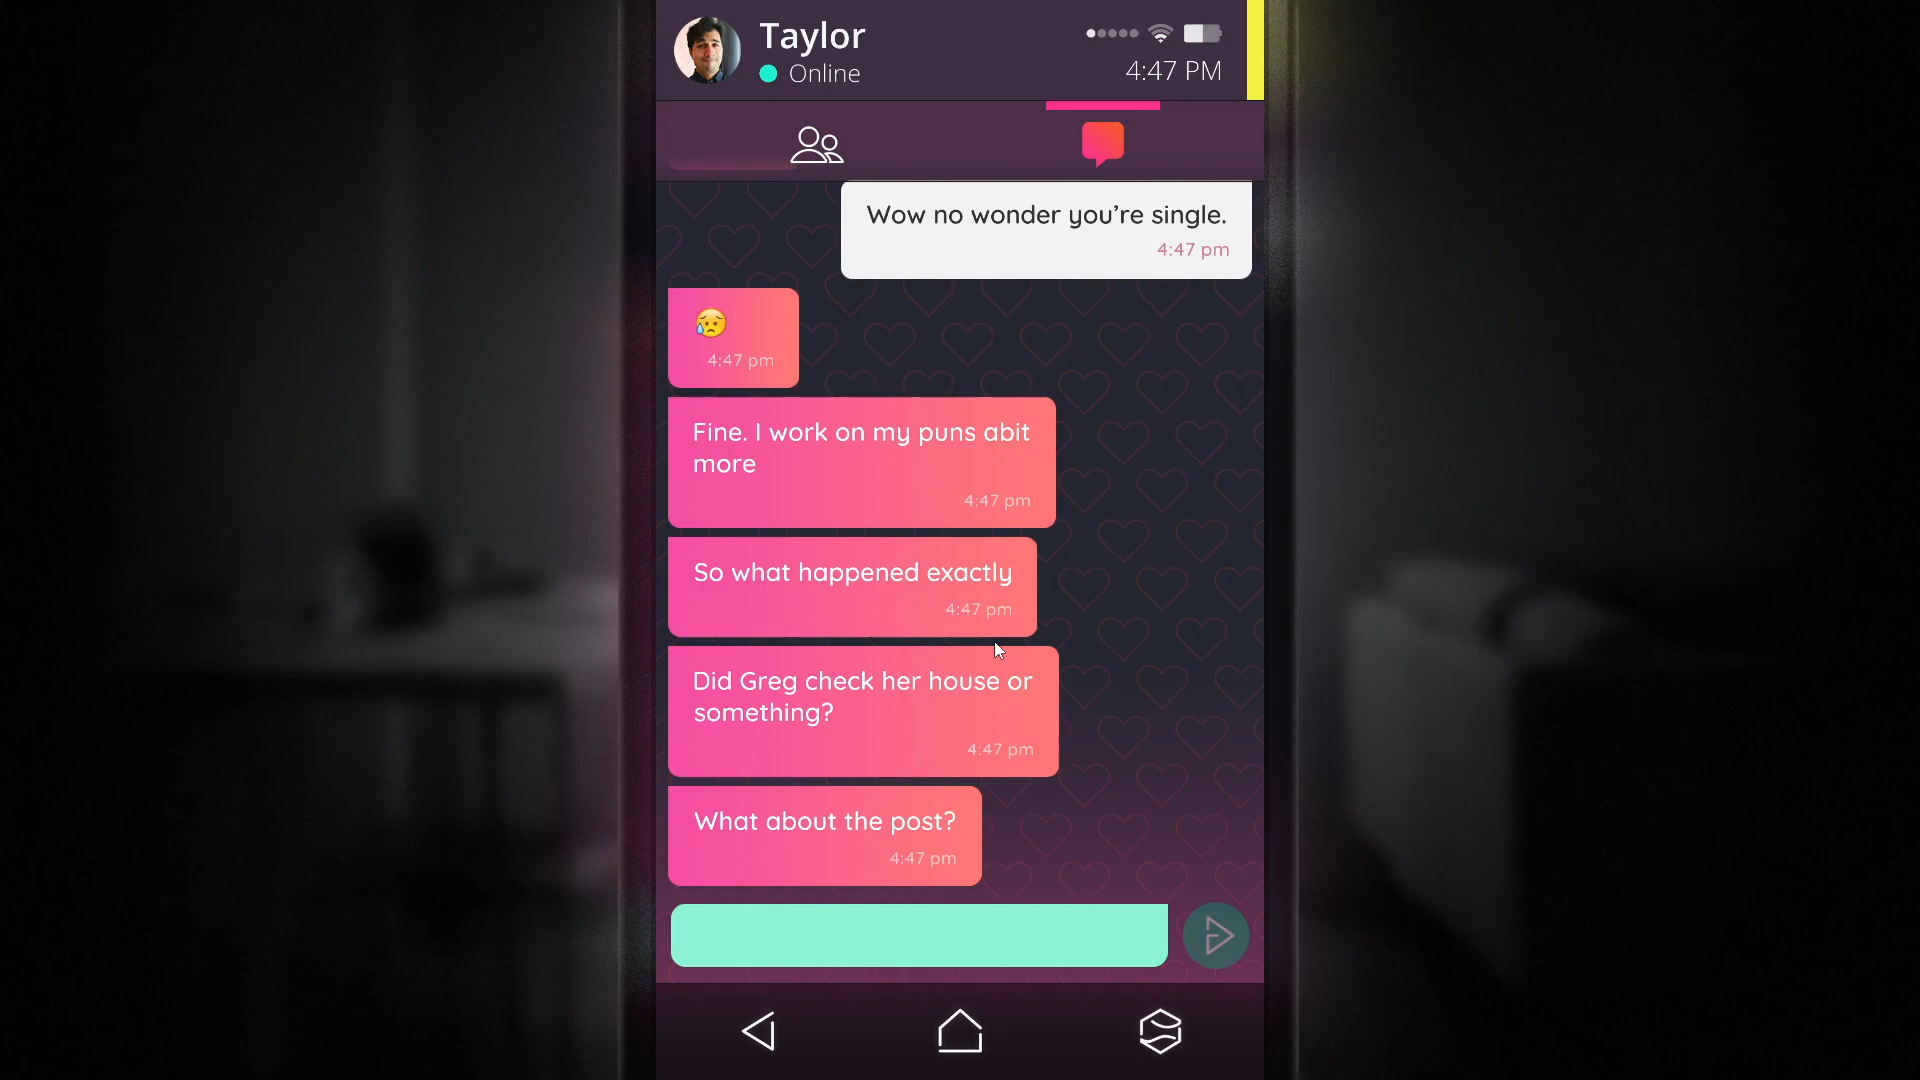 Taylor
Online
4:47 PM
Wow no wonder you’re single.
4:47 pm
😥
4:47 pm
Fine. I work on my puns abit
more
4:47 pm
So what happened exactly
4:47 pm
Did Greg check her house or
something?
4:47 pm
What about the post?
4:47 pm